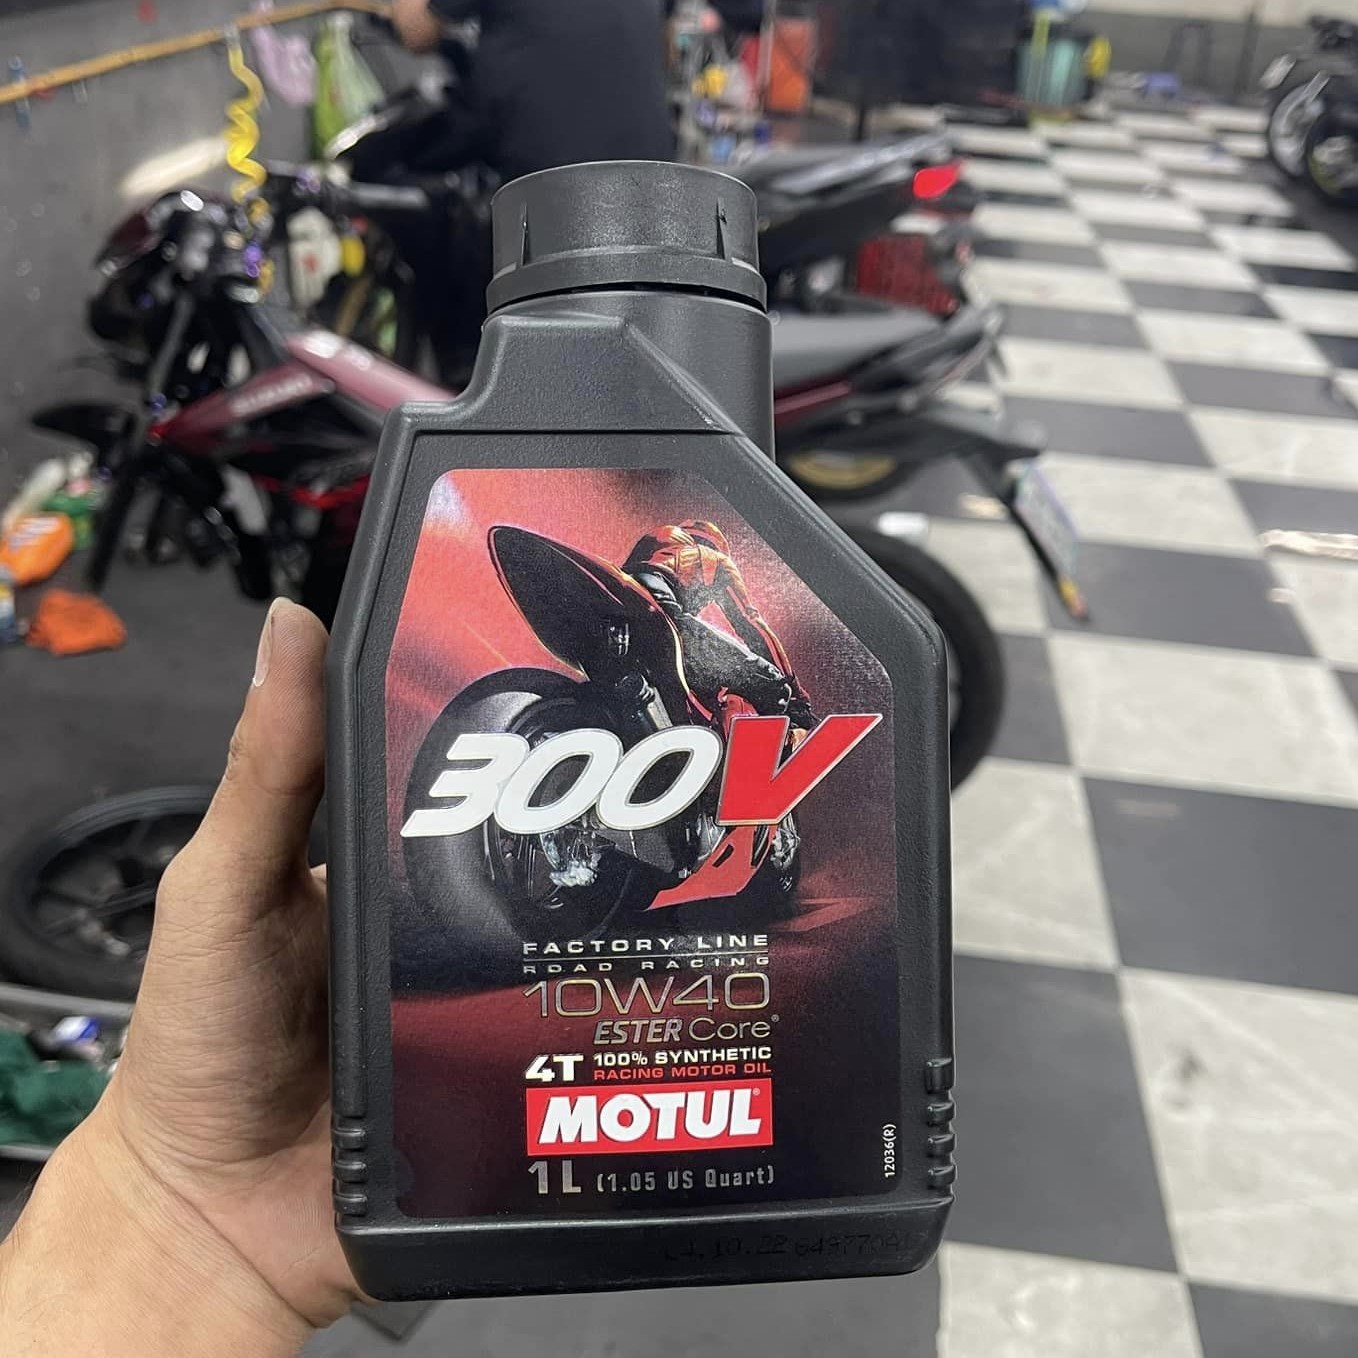 SUZUKI
300V
FACTORY LINE
ROAD RACING
10W40
ESTER Core®
4T 100% SYNTHETIC
RACING MOTOR OIL
MOTUL®
1L (1.05 US Quart)
12036(R)